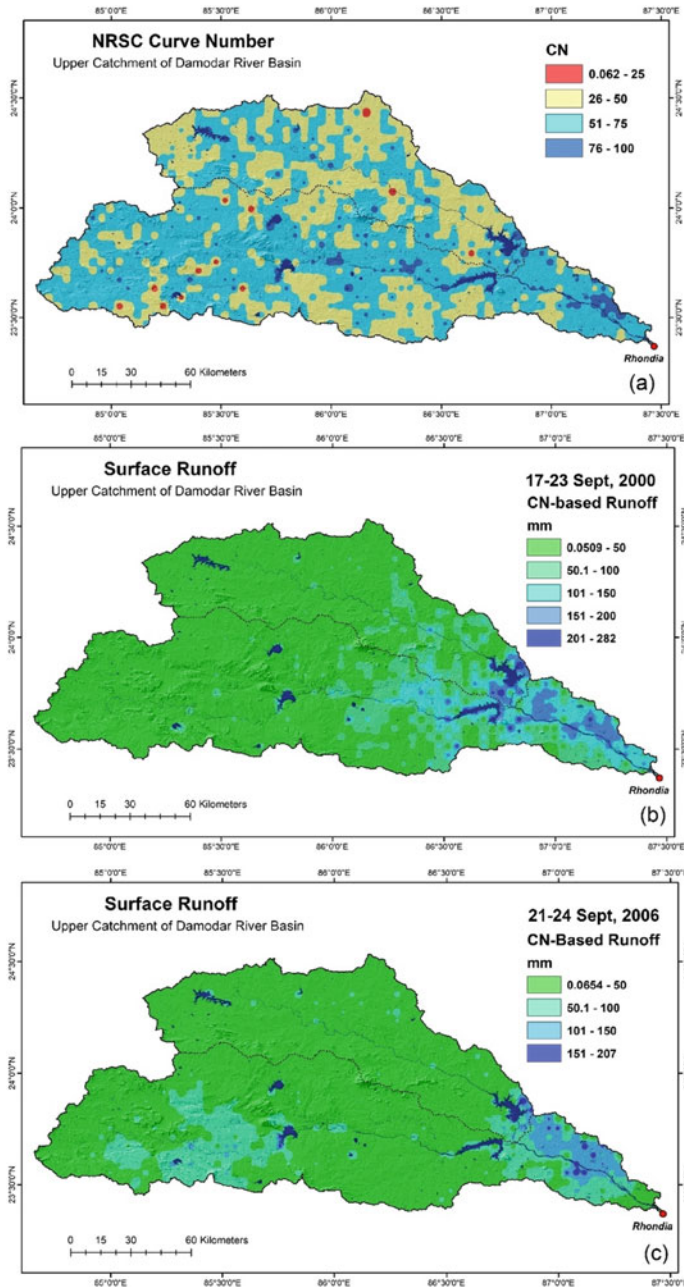 NRSC Curve Number
Upper Catchment of Damodar River Basin
CN
0.062 - 25
26 - 50
51 - 75
76 - 100
24°30'0"N
24°0'0"N
23°30'0"N
Rhondia
0 15 30 60 Kilometers
(a)
85°0'0"E 85°30'0"E 86°0'0"E 86°30'0"E 87°0'0"E 87°30'0"E
Surface Runoff
Upper Catchment of Damodar River Basin
17-23 Sept, 2000
CN-based Runoff
mm
0.0509 - 50
50.1 - 100
101 - 150
151 - 200
201 - 282
24°30'0"N
24°0'0"N
23°30'0"N
Rhondia
0 15 30 60 Kilometers
(b)
85°0'0"E 85°30'0"E 86°0'0"E 86°30'0"E 87°0'0"E 87°30'0"E
Surface Runoff
Upper Catchment of Damodar River Basin
21-24 Sept, 2006
CN-Based Runoff
mm
0.0654 - 50
50.1 - 100
101 - 150
151 - 207
24°30'0"N
24°0'0"N
23°30'0"N
Rhondia
0 15 30 60 Kilometers
(c)
85°0'0"E 85°30'0"E 86°0'0"E 86°30'0"E 87°0'0"E 87°30'0"E